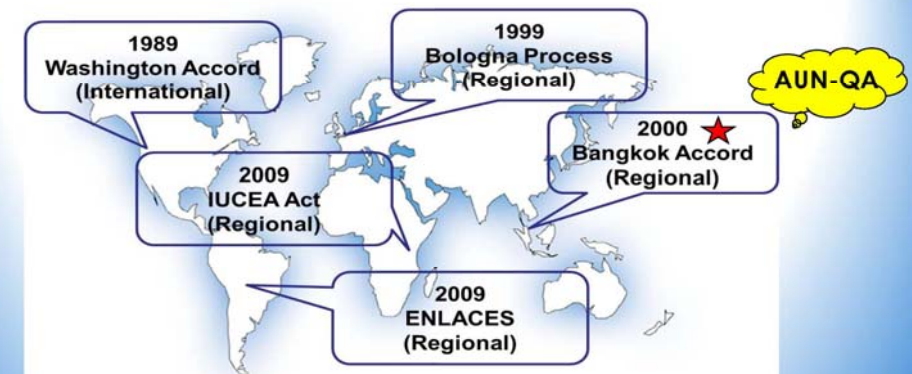 1989
Washington Accord
(International)
1999
Bologna Process
(Regional)
AUN-QA
2000
Bangkok Accord
(Regional)
2009
IUCEA Act
(Regional)
2009
ENLACES
(Regional)